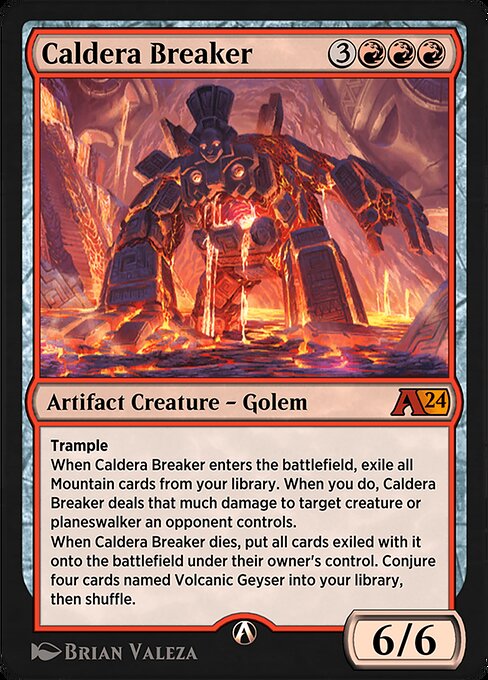 Caldera Breaker 3
Artifact Creature – Golem A24
Trample
When Caldera Breaker enters the battlefield, exile all
Mountain cards from your library. When you do, Caldera
Breaker deals that much damage to target creature or
planeswalker an opponent controls.
When Caldera Breaker dies, put all cards exiled with it
onto the battlefield under their owner's control. Conjure
four cards named Volcanic Geyser into your library,
then shuffle.
6/6
Brian Valeza